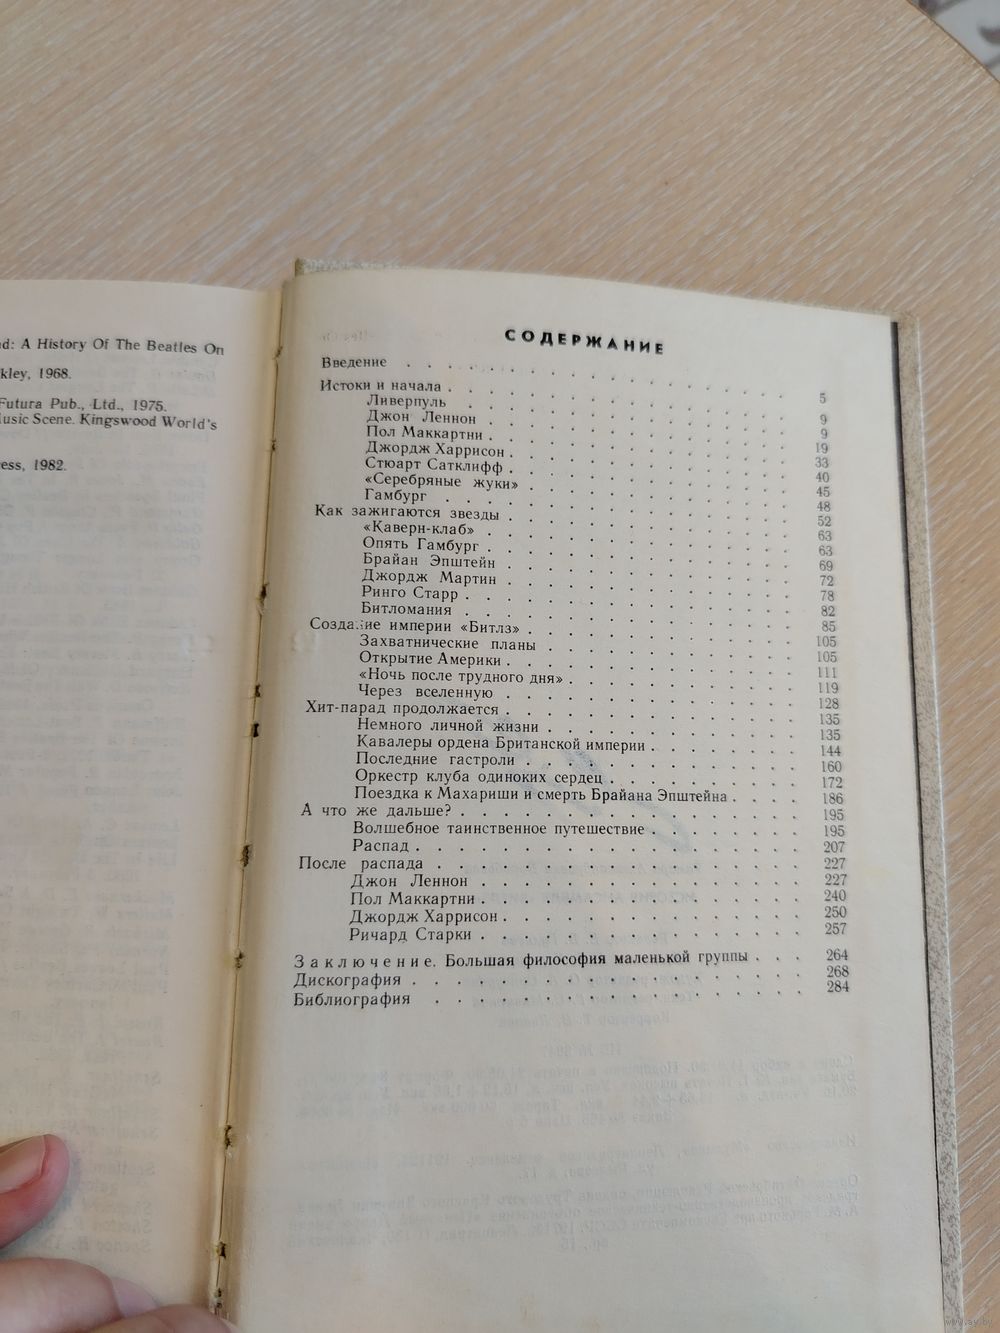 nd: A History Of The Beatles On
kley, 1968.
Futura Pub., Ltd., 1975.
Music Scene. Kingswood World's
ess, 1982.
СОДЕРЖАНИЕ
Введение . . . . . 5
Истоки и начала . . . . . 9
Ливерпуль . . . . . 9
Джон Леннон . . . . . 19
Пол Маккартни . . . . . 33
Джордж Харрисон . . . . . 40
Стюарт Сатклифф . . . . . 45
«Серебряные жуки» . . . . . 48
Гамбург . . . . . 52
Как зажигаются звезды . . . . . 63
«Каверн-клаб» . . . . . 63
Опять Гамбург . . . . . 69
Брайан Эпштейн . . . . . 72
Джордж Мартин . . . . . 78
Ринго Старр . . . . . 82
Битломания . . . . . 85
Создание империи «Битлз» . . . . . 105
Захватнические планы . . . . . 105
Открытие Америки . . . . . 111
«Ночь после трудного дня» . . . . . 119
Через вселенную . . . . . 128
Хит-парад продолжается . . . . . 135
Немного личной жизни . . . . . 135
Кавалеры ордена Британской империи . . . . . 144
Последние гастроли . . . . . 160
Оркестр клуба одиноких сердец . . . . . 172
Поездка к Махариши и смерть Брайана Эпштейна . . . . 186
А что же дальше? . . . . . 195
Волшебное таинственное путешествие . . . . . 195
Распад . . . . . 207
После распада . . . . . 227
Джон Леннон . . . . . 227
Пол Маккартни . . . . . 240
Джордж Харрисон . . . . . 250
Ричард Старки . . . . . 257
Заключение. Большая философия маленькой группы . . . 264
Дискография . . . . . 268
Библиография . . . . . 284
www.ay.by